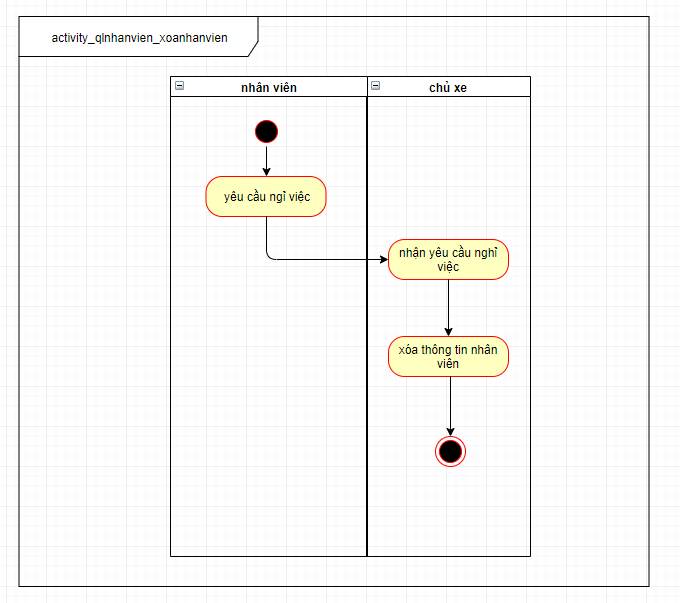 activity_qlnhanvien_xoanhanvien
nhân viên
chủ xe
yêu cầu ngỉ việc
nhận yêu cầu nghỉ
việc
xóa thông tin nhân
viên